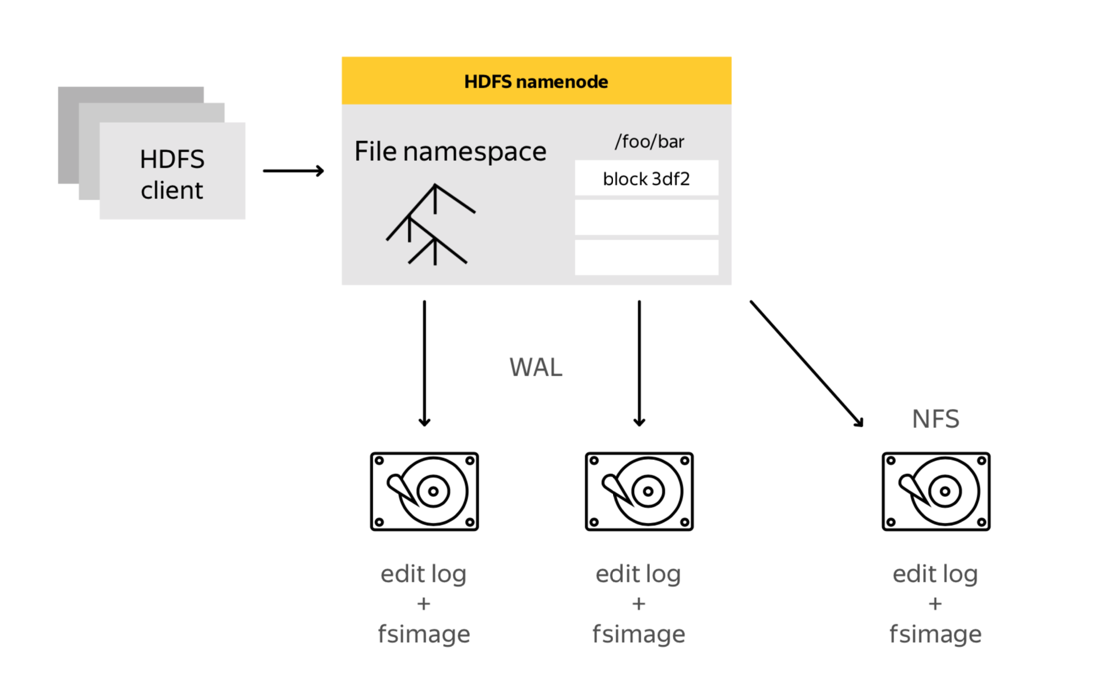 HDFS namenode
HDFS
client
File namespace
/foo/bar
block 3df2
WAL
NFS
edit log
+
fsimage
edit log
+
fsimage
edit log
+
fsimage